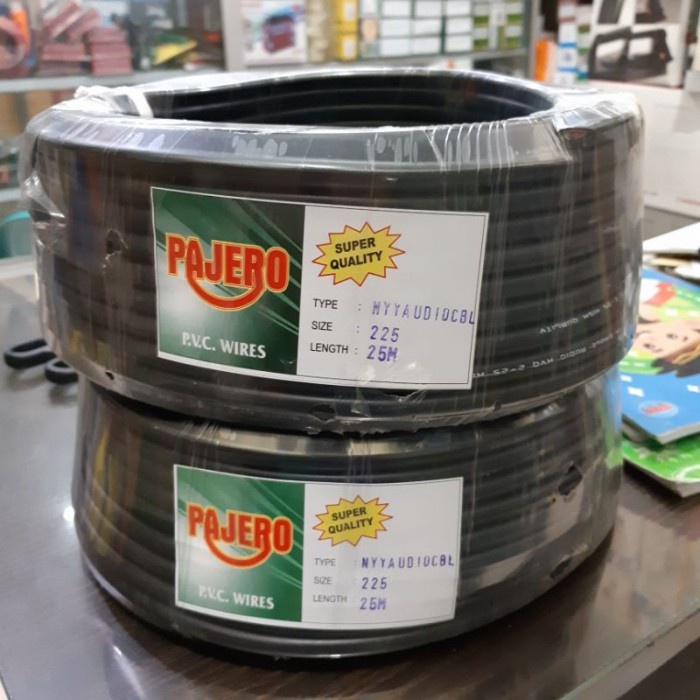 PAJERO
P.V.C. WIRES
SUPER
QUALITY
TYPE : NYYAUDIOCBL
SIZE : 225
LENGTH : 25M
PAJERO
P.V.C. WIRES
SUPER
QUALITY
TYPE : NYYAUDIOCBL
SIZE : 225
LENGTH : 25M